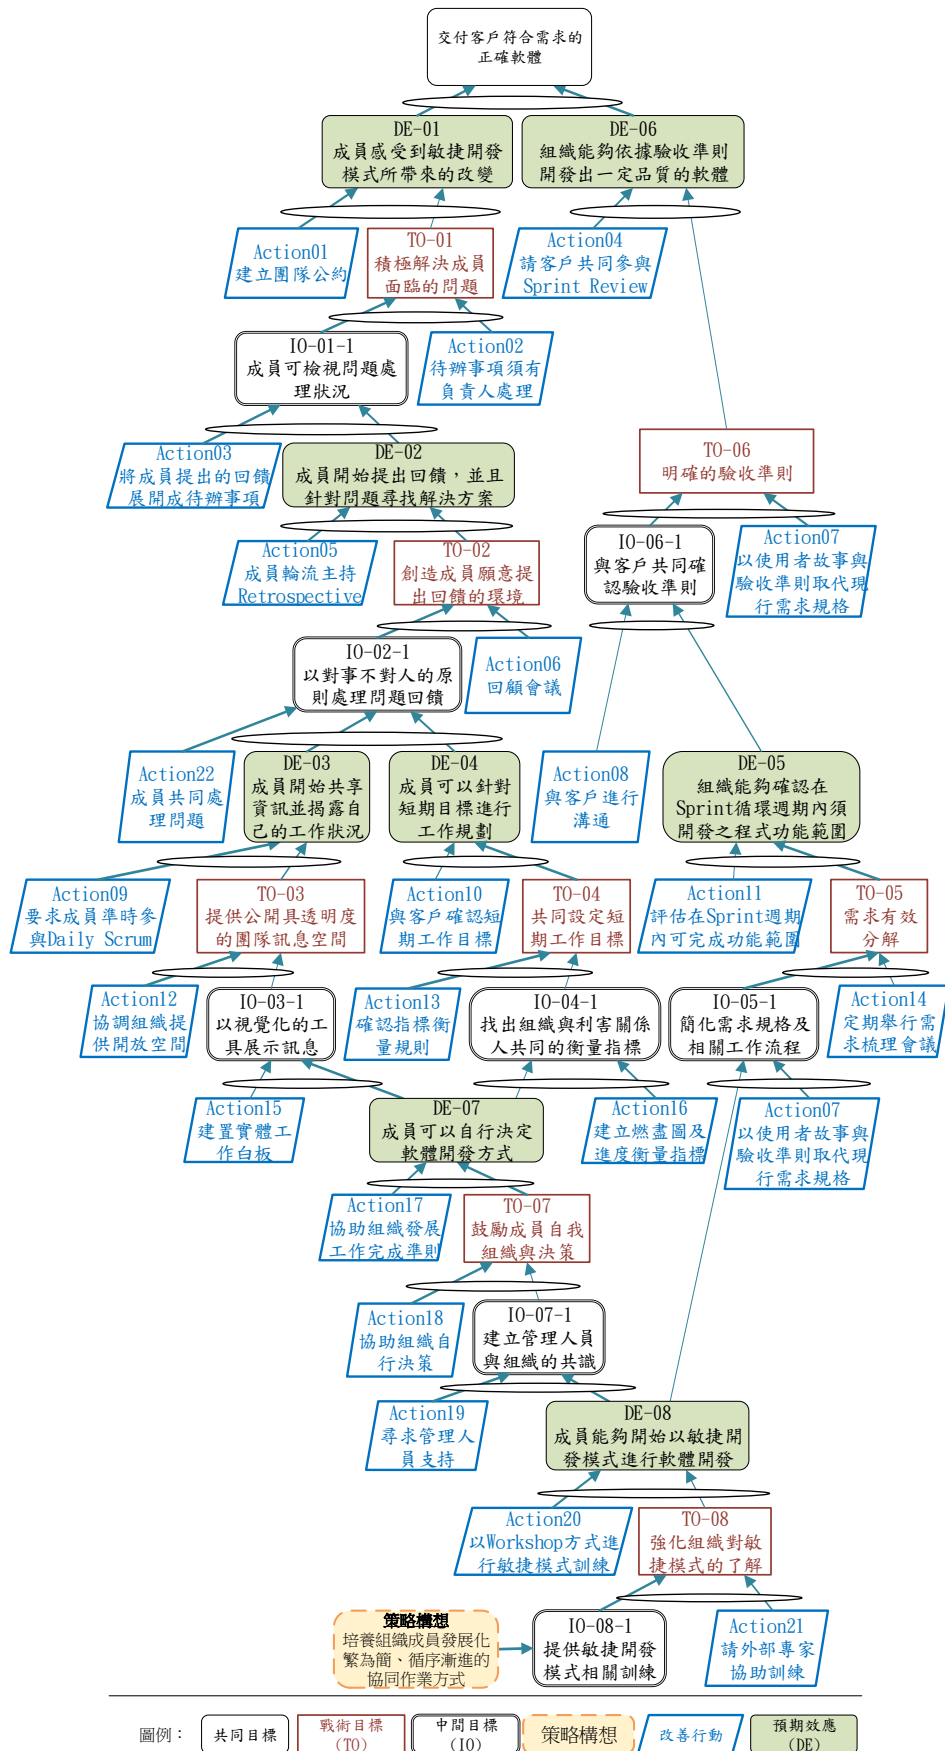 交付客戶符合需求的
正確軟體
DE-01
成員感受到敏捷開發
模式所帶來的改變
DE-06
組織能夠依據驗收準則
開發出一定品質的軟體
Action01
建立團隊公約
TO-01
積極解決成員
面臨的問題
Action04
請客戶共同參與
Sprint Review
IO-01-1
成員可檢視問題處
理狀況
Action02
待辦事項須有
負責人處理
Action03
將成員提出的回饋
展開成待辦事項
DE-02
成員開始提出回饋，並且
針對問題尋找解決方案
TO-06
明確的驗收準則
Action05
成員輪流主持
Retrospective
TO-02
創造成員願意提
出回饋的環境
IO-06-1
與客戶共同確
認驗收準則
Action07
以使用者故事與
驗收準則取代現
行需求規格
IO-02-1
以對事不對人的原
則處理問題回饋
Action06
回顧會議
Action22
成員共同處
理問題
DE-03
成員開始共享
資訊並揭露自
己的工作狀況
DE-04
成員可以針對
短期目標進行
工作規劃
Action08
與客戶進行
溝通
DE-05
組織能夠確認在
Sprint循環週期內須
開發之程式功能範圍
Action09
要求成員準時參
與Daily Scrum
TO-03
提供公開具透明度
的團隊訊息空間
Action10
與客戶確認短
期工作目標
TO-04
共同設定短
期工作目標
Action11
評估在Sprint週期
內可完成功能範圍
TO-05
需求有效
分解
Action12
協調組織提
供開放空間
IO-03-1
以視覺化的工
具展示訊息
Action13
確認指標衡
量規則
IO-04-1
找出組織與利害關係
人共同的衡量指標
IO-05-1
簡化需求規格及
相關工作流程
Action14
定期舉行需
求梳理會議
Action15
建置實體工
作白板
DE-07
成員可以自行決定
軟體開發方式
Action16
建立燃盡圖及
進度衡量指標
Action07
以使用者故事與
驗收準則取代現
行需求規格
Action17
協助組織發展
工作完成準則
TO-07
鼓勵成員自我
組織與決策
Action18
協助組織自
行決策
IO-07-1
建立管理人員
與組織的共識
Action19
尋求管理人
員支持
DE-08
成員能夠開始以敏捷開
發模式進行軟體開發
Action20
以Workshop方式進
行敏捷模式訓練
TO-08
強化組織對敏
捷模式的了解
策略構想
培養組織成員發展化
繁為簡、循序漸進的
協同作業方式
IO-08-1
提供敏捷開發
模式相關訓練
Action21
請外部專家
協助訓練
圖例：
共同目標
戰術目標
(TO)
中間目標
(IO)
策略構想
改善行動
預期效應
(DE)